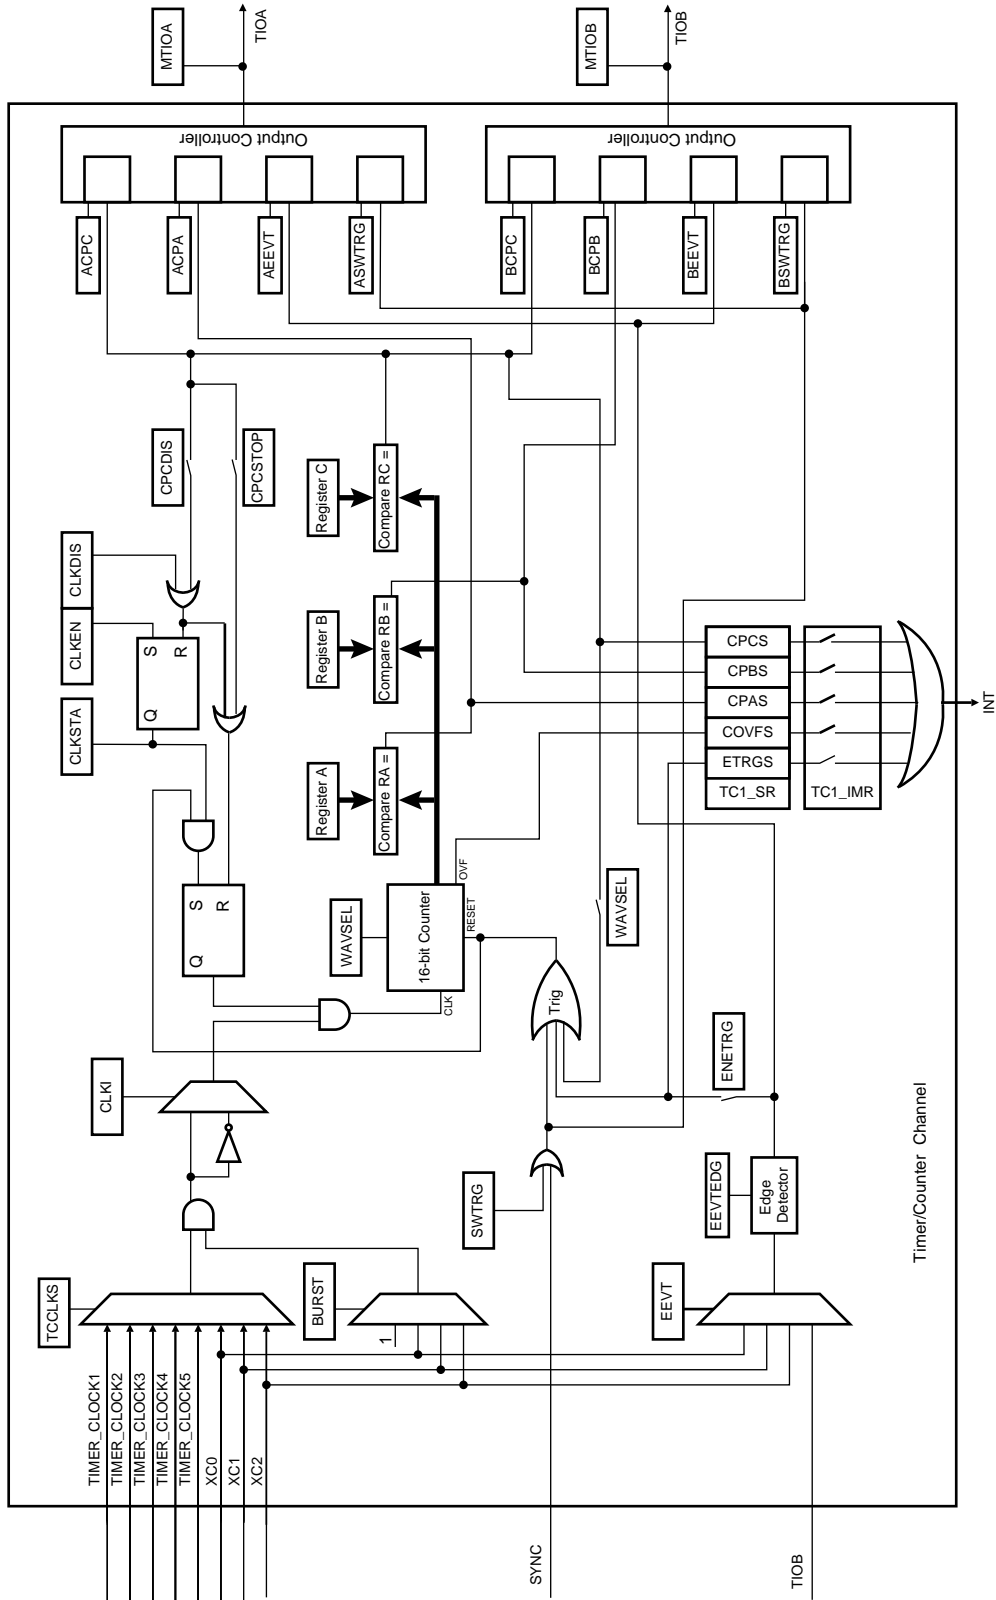 TIMER_CLOCK1
TIMER_CLOCK2
TIMER_CLOCK3
TIMER_CLOCK4
TIMER_CLOCK5
XC0
XC1
XC2
TCCLKS
CLKI
CLKSTA
CLKEN
CLKDIS
Q
S
R
Q
S
R
CPCDIS
CPCSTOP
ACPC
ACPA
AEEVT
ASWTRG
Output Controller
MTIOA
TIOA
BURST
1
WAVSEL
16-bit Counter
CLK
RESET
OVF
Register A
Register B
Register C
Compare RA =
Compare RB =
Compare RC =
SWTRG
SYNC
Trig
WAVSEL
BCPC
BCPB
BEEVT
BSWTRG
Output Controller
MTIOB
TIOB
EEVT
EEVTEDG
Edge
Detector
ENETRG
TIOB
CPCS
CPBS
CPAS
COVFS
ETRGS
TC1_SR
TC1_IMR
INT
Timer/Counter Channel